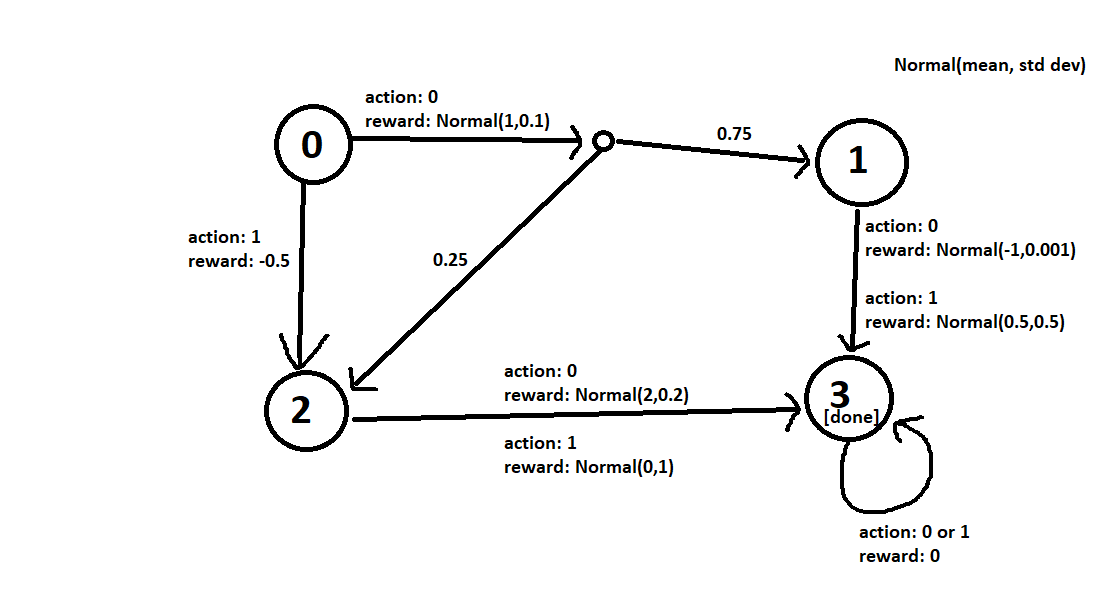 Normal(mean, std dev)
action: 0
reward: Normal(1,0.1)
0
0.75
1
action: 1
reward: -0.5
0.25
action: 0
reward: Normal(-1,0.001)
action: 1
reward: Normal(0.5,0.5)
2
action: 0
reward: Normal(2,0.2)
action: 1
reward: Normal(0,1)
3
[done]
action: 0 or 1
reward: 0